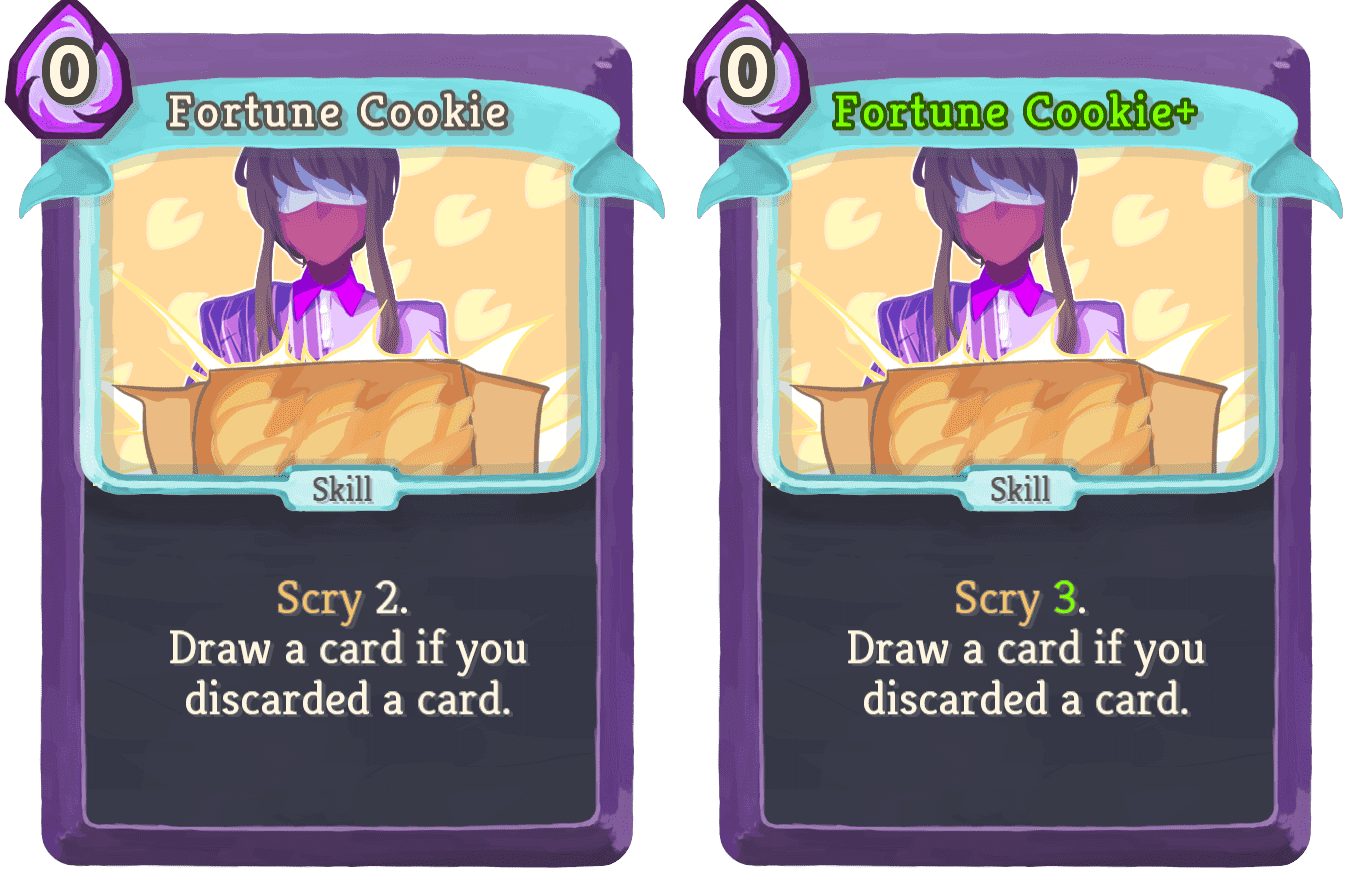 0
Fortune Cookie
Skill
Scry 2.
Draw a card if you
discarded a card.
0
Fortune Cookie+
Skill
Scry 3.
Draw a card if you
discarded a card.